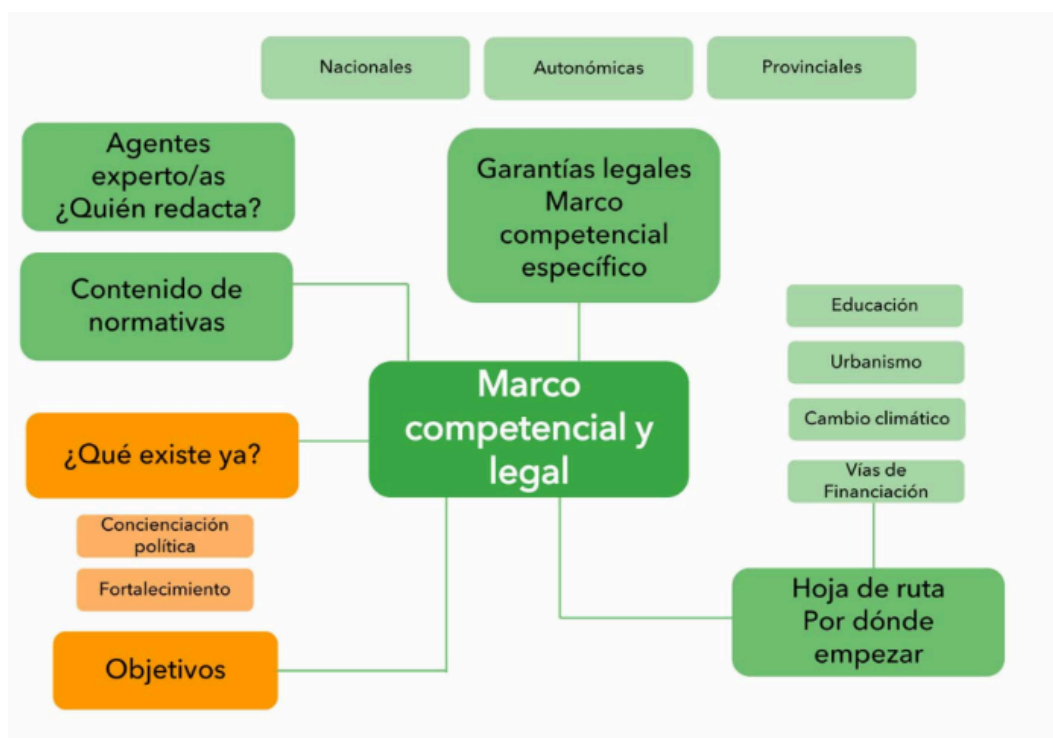 Nacionales
Autonómicas
Provinciales
Agentes
experto/as
¿Quién redacta?
Garantías legales
Marco
competencial
específico
Contenido de
normativas
Educación
Urbanismo
Cambio climático
Vías de
Financiación
Marco
competencial y
legal
¿Qué existe ya?
Concienciación
política
Fortalecimiento
Objetivos
Hoja de ruta
Por dónde
empezar